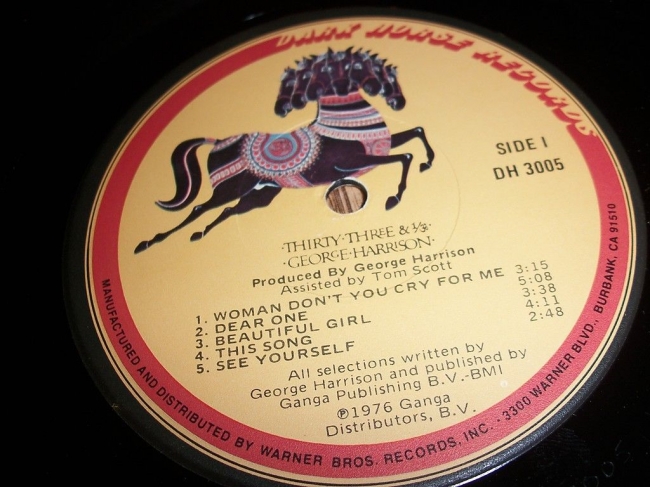 DARK HORSE RECORDS
SIDE 1
DH 3005
·THIRTY·THREE & 1/3·
·GEORGE·HARRISON·
Produced By George Harrison
Assisted by Tom Scott
1. WOMAN DON'T YOU CRY FOR ME 3:15
2. DEAR ONE 5:08
3. BEAUTIFUL GIRL 3:38
4. THIS SONG 4:11
5. SEE YOURSELF 2:48
All selections written by
George Harrison and published by
Ganga Publishing B.V.-BMI
℗1976 Ganga
Distributors, B.V.
MANUFACTURED AND DISTRIBUTED BY WARNER BROS. RECORDS, INC., 3300 WARNER BLVD., BURBANK, CA 91510